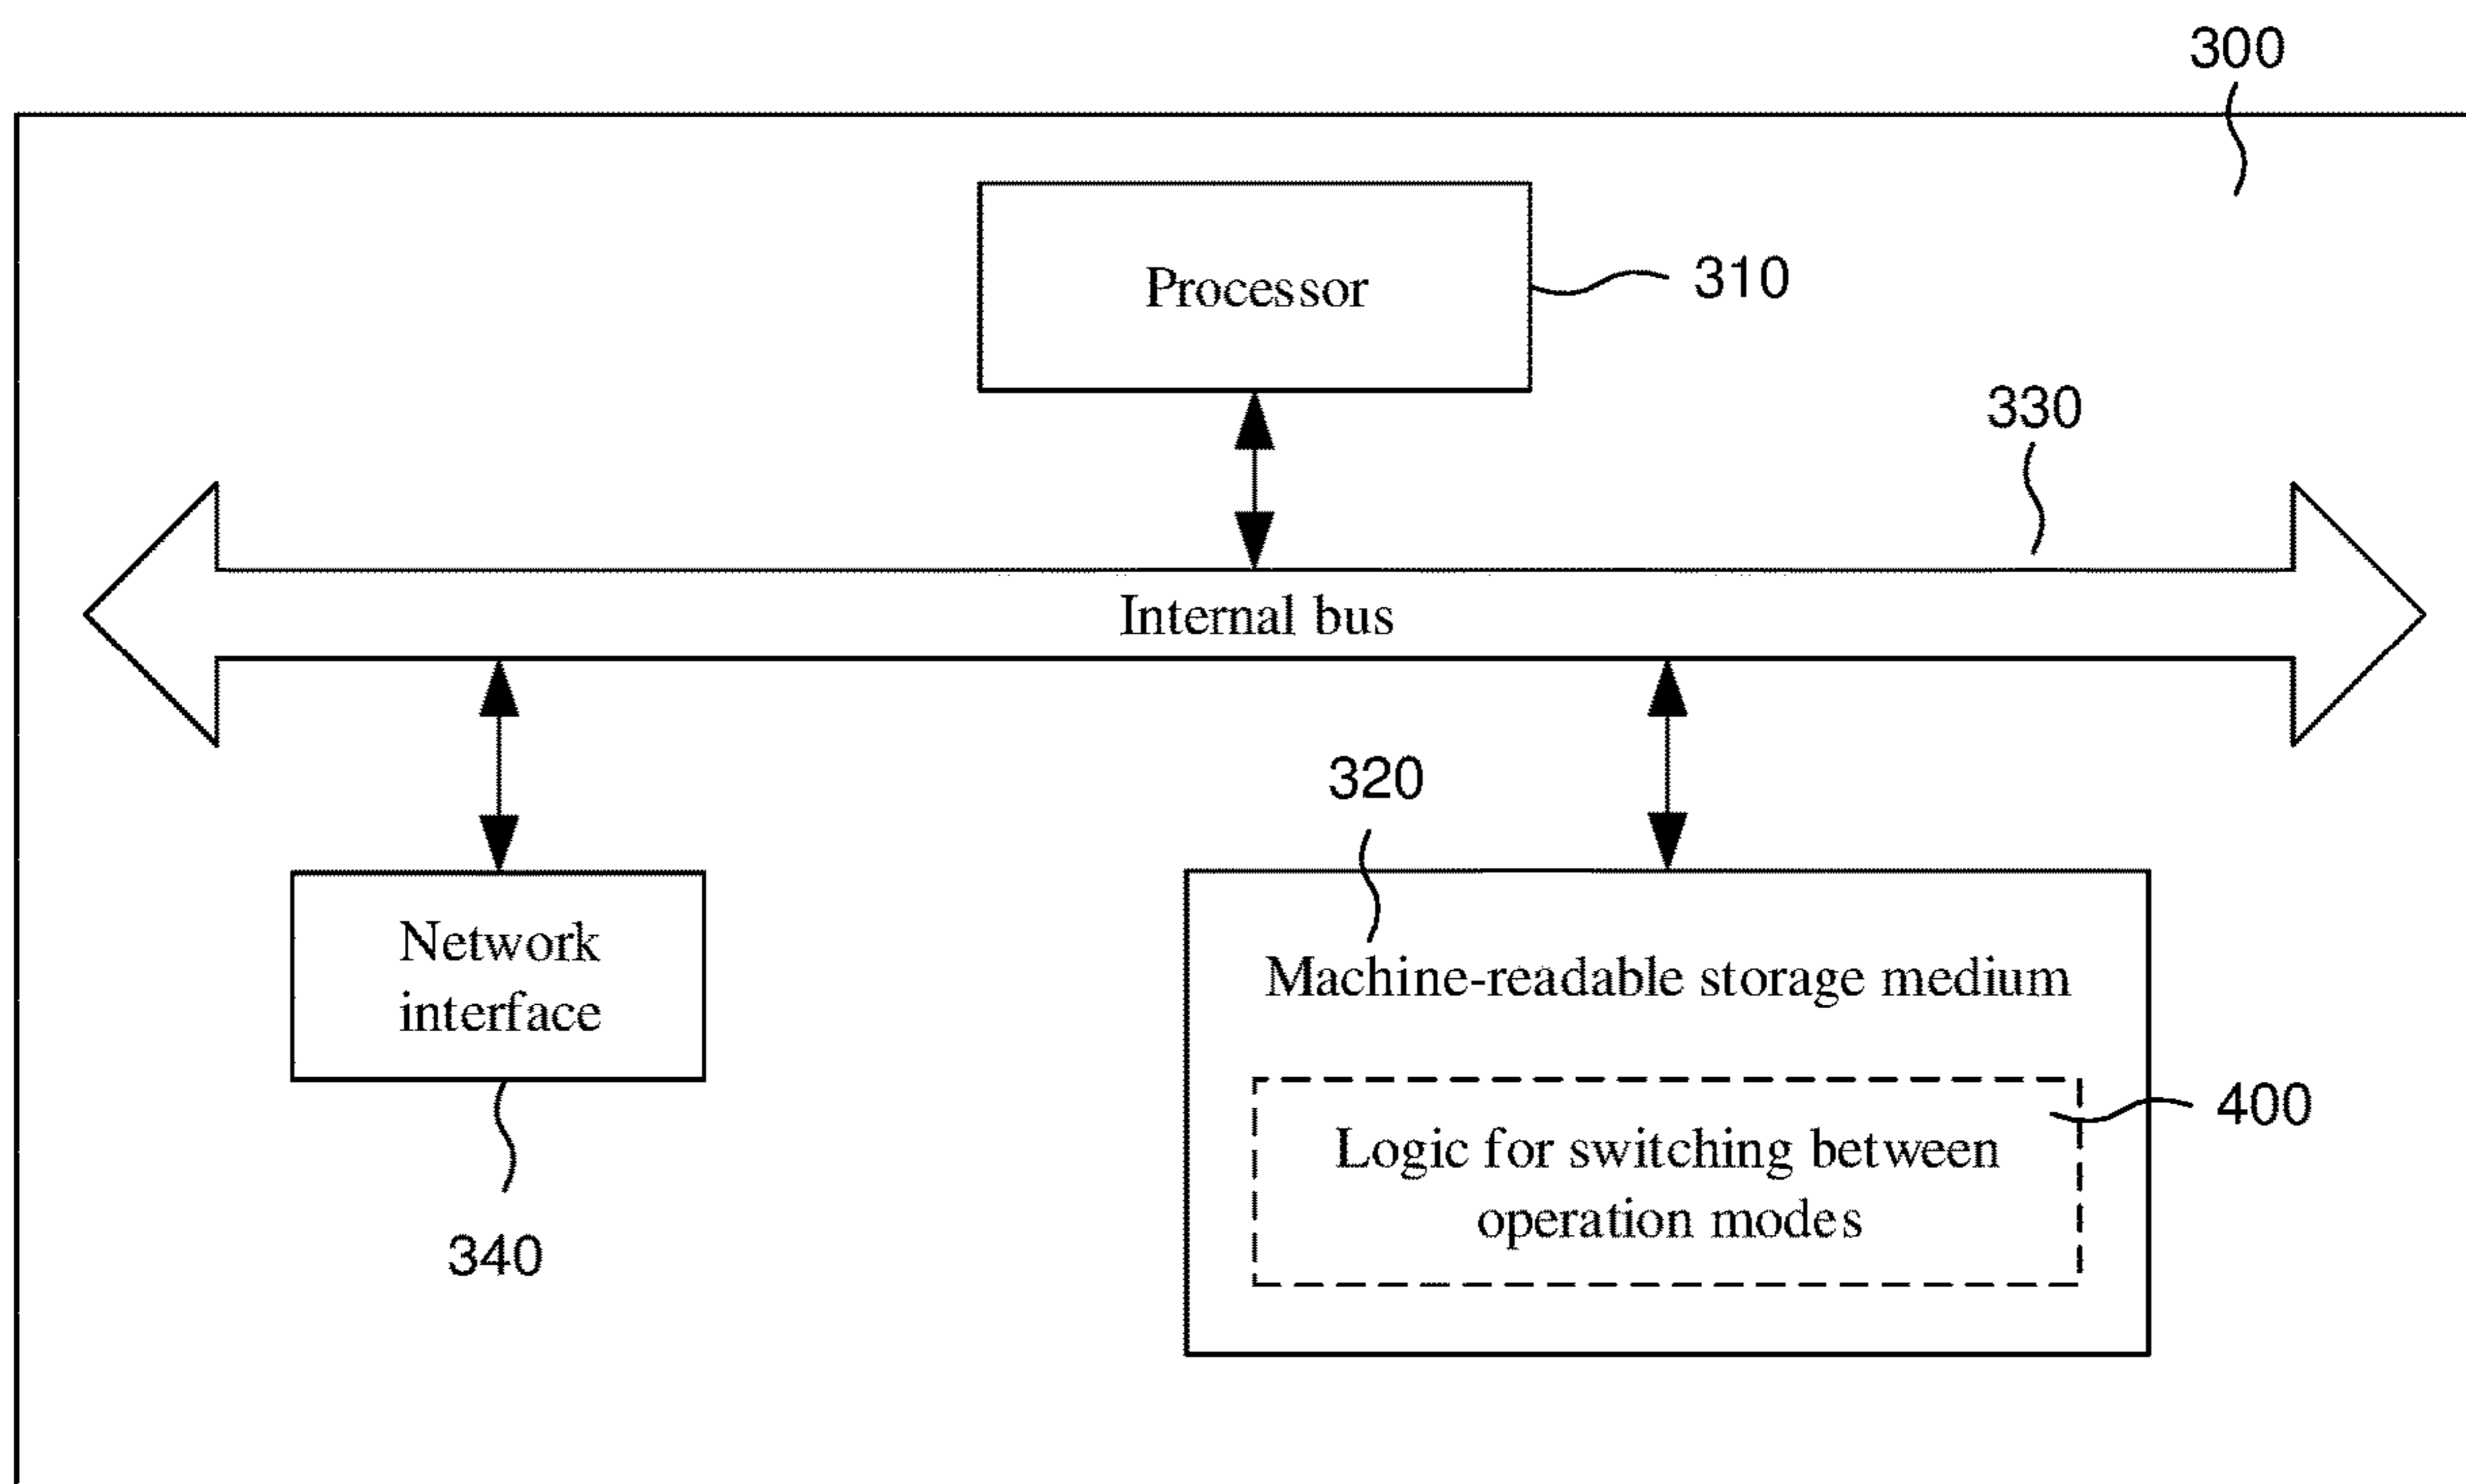 300
Processor
310
330
Internal bus
320
Network
interface
Machine-readable storage medium
400
Logic for switching between
operation modes
340